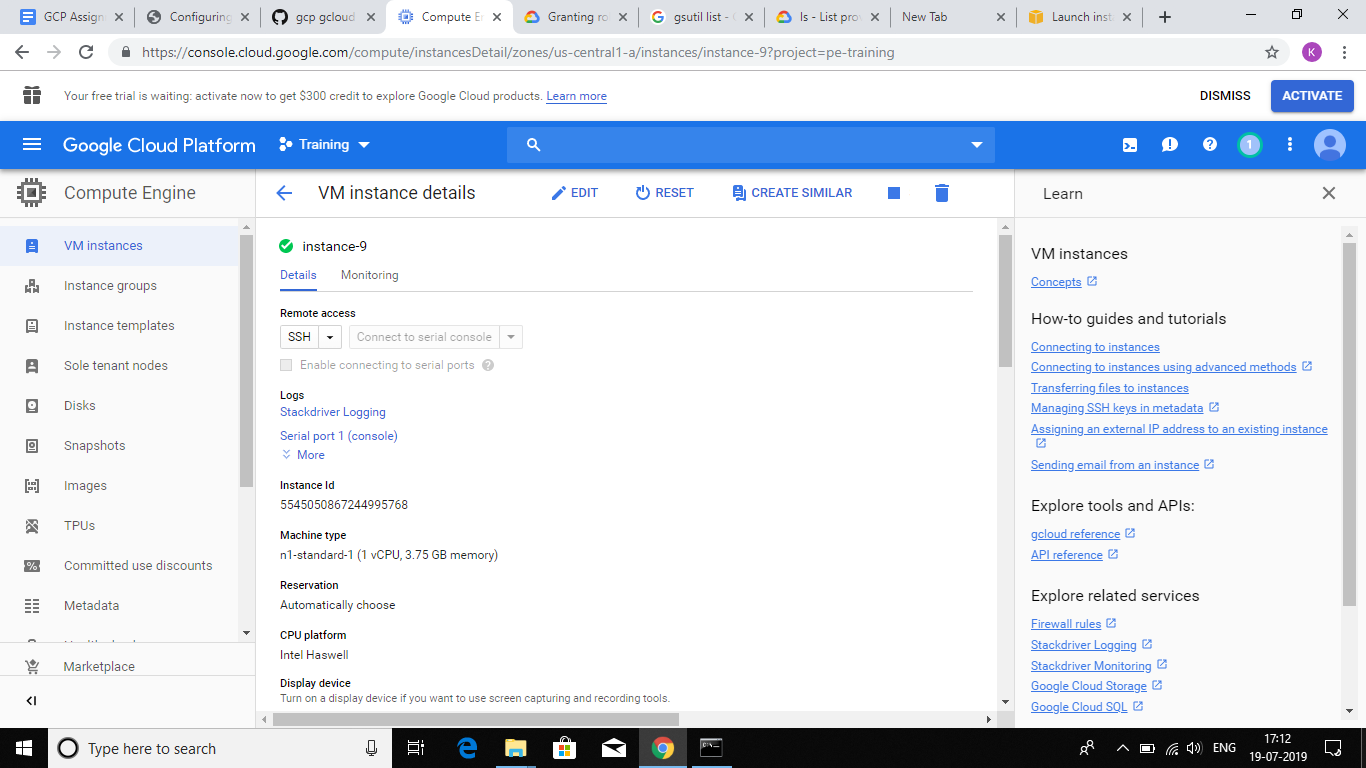 GCP Assign
Configuring
gcp gcloud
Compute En
Granting ro
gsutil list -
ls - List pro
New Tab
Launch inst
https://console.cloud.google.com/compute/instancesDetail/zones/us-central1-a/instances/instance-9?project=pe-training
K
Your free trial is waiting: activate now to get $300 credit to explore Google Cloud products. Learn more
DISMISS
ACTIVATE
Google Cloud Platform
Training
1
Compute Engine
VM instances
Instance groups
Instance templates
Sole tenant nodes
Disks
Snapshots
Images
TPUs
Committed use discounts
Metadata
Marketplace
VM instance details
EDIT
RESET
CREATE SIMILAR
instance-9
Details
Monitoring
Remote access
SSH
Connect to serial console
Enable connecting to serial ports
Logs
Stackdriver Logging
Serial port 1 (console)
More
Instance Id
5545050867244995768
Machine type
n1-standard-1 (1 vCPU, 3.75 GB memory)
Reservation
Automatically choose
CPU platform
Intel Haswell
Display device
Turn on a display device if you want to use screen capturing and recording tools.
Learn
VM instances
Concepts
How-to guides and tutorials
Connecting to instances
Connecting to instances using advanced methods
Transferring files to instances
Managing SSH keys in metadata
Assigning an external IP address to an existing instance
Sending email from an instance
Explore tools and APIs:
gcloud reference
API reference
Explore related services
Firewall rules
Stackdriver Logging
Stackdriver Monitoring
Google Cloud Storage
Google Cloud SQL
Type here to search
ENG
17:12
19-07-2019